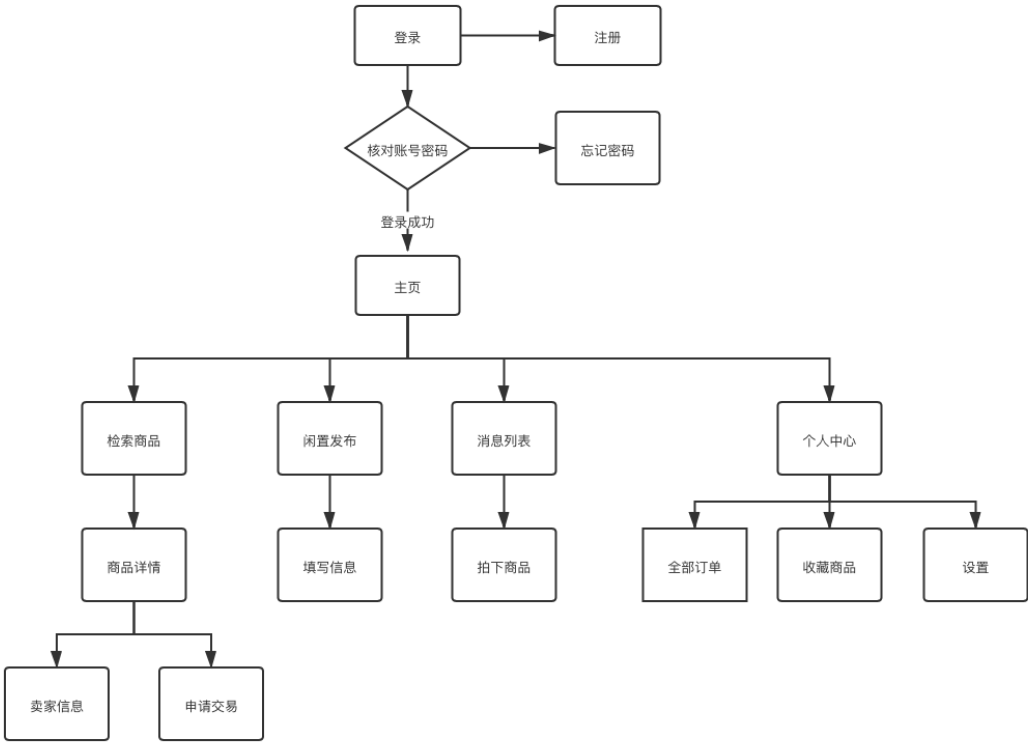 登录
注册
核对账号密码
忘记密码
登录成功
主页
检索商品
闲置发布
消息列表
个人中心
商品详情
填写信息
拍下商品
全部订单
收藏商品
设置
卖家信息
申请交易